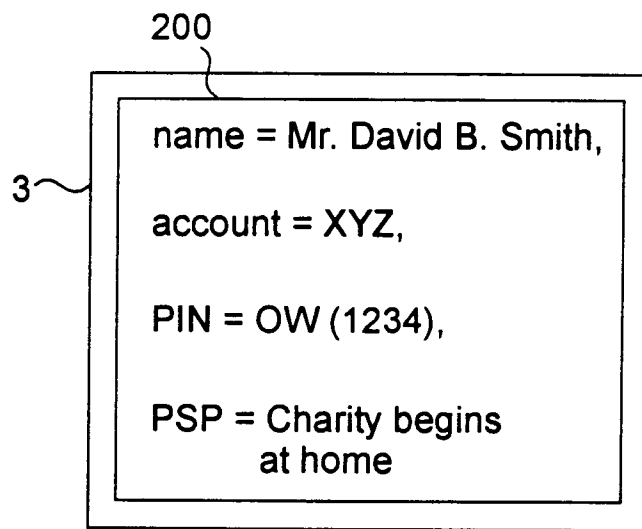 200
3
name = Mr. David B. Smith,
account = XYZ,
PIN = OW (1234),
PSP = Charity begins
at home